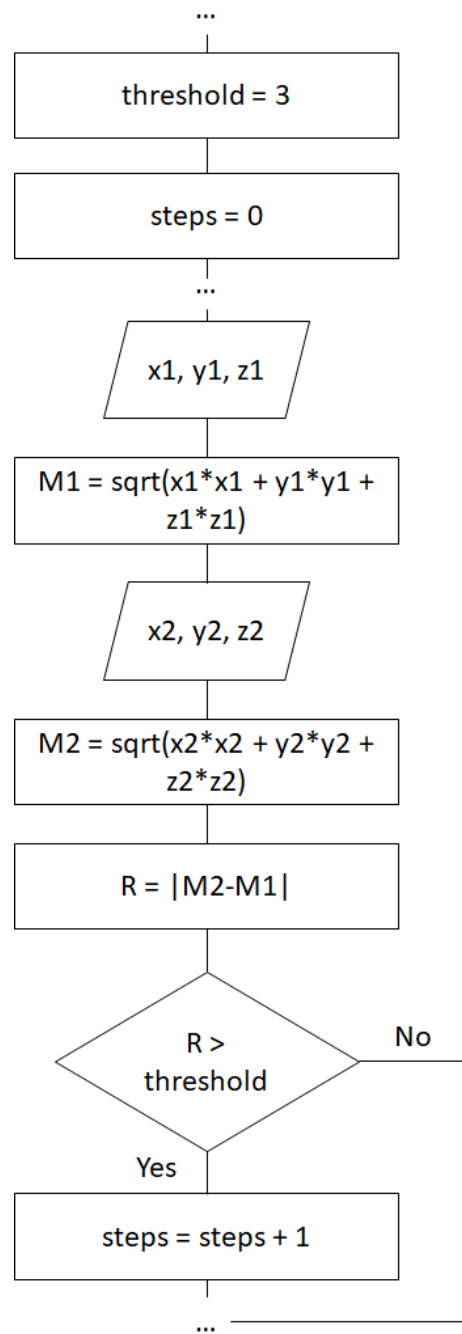 ...
threshold = 3
steps = 0
...
x1, y1, z1
M1 = sqrt(x1*x1 + y1*y1 +
z1*z1)
x2, y2, z2
M2 = sqrt(x2*x2 + y2*y2 +
z2*z2)
R = |M2-M1|
R >
threshold
No
Yes
steps = steps + 1
...